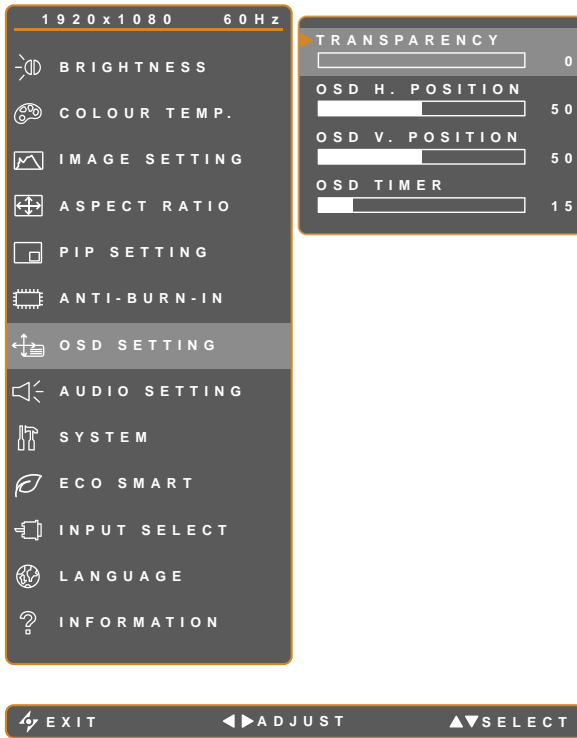 1920x1080 60Hz
BRIGHTNESS
COLOUR TEMP.
IMAGE SETTING
ASPECT RATIO
PIP SETTING
ANTI-BURN-IN
OSD SETTING
AUDIO SETTING
SYSTEM
ECO SMART
INPUT SELECT
LANGUAGE
INFORMATION
TRANSPARENCY
0
OSD H. POSITION
50
OSD V. POSITION
50
OSD TIMER
15
EXIT ADJUST SELECT